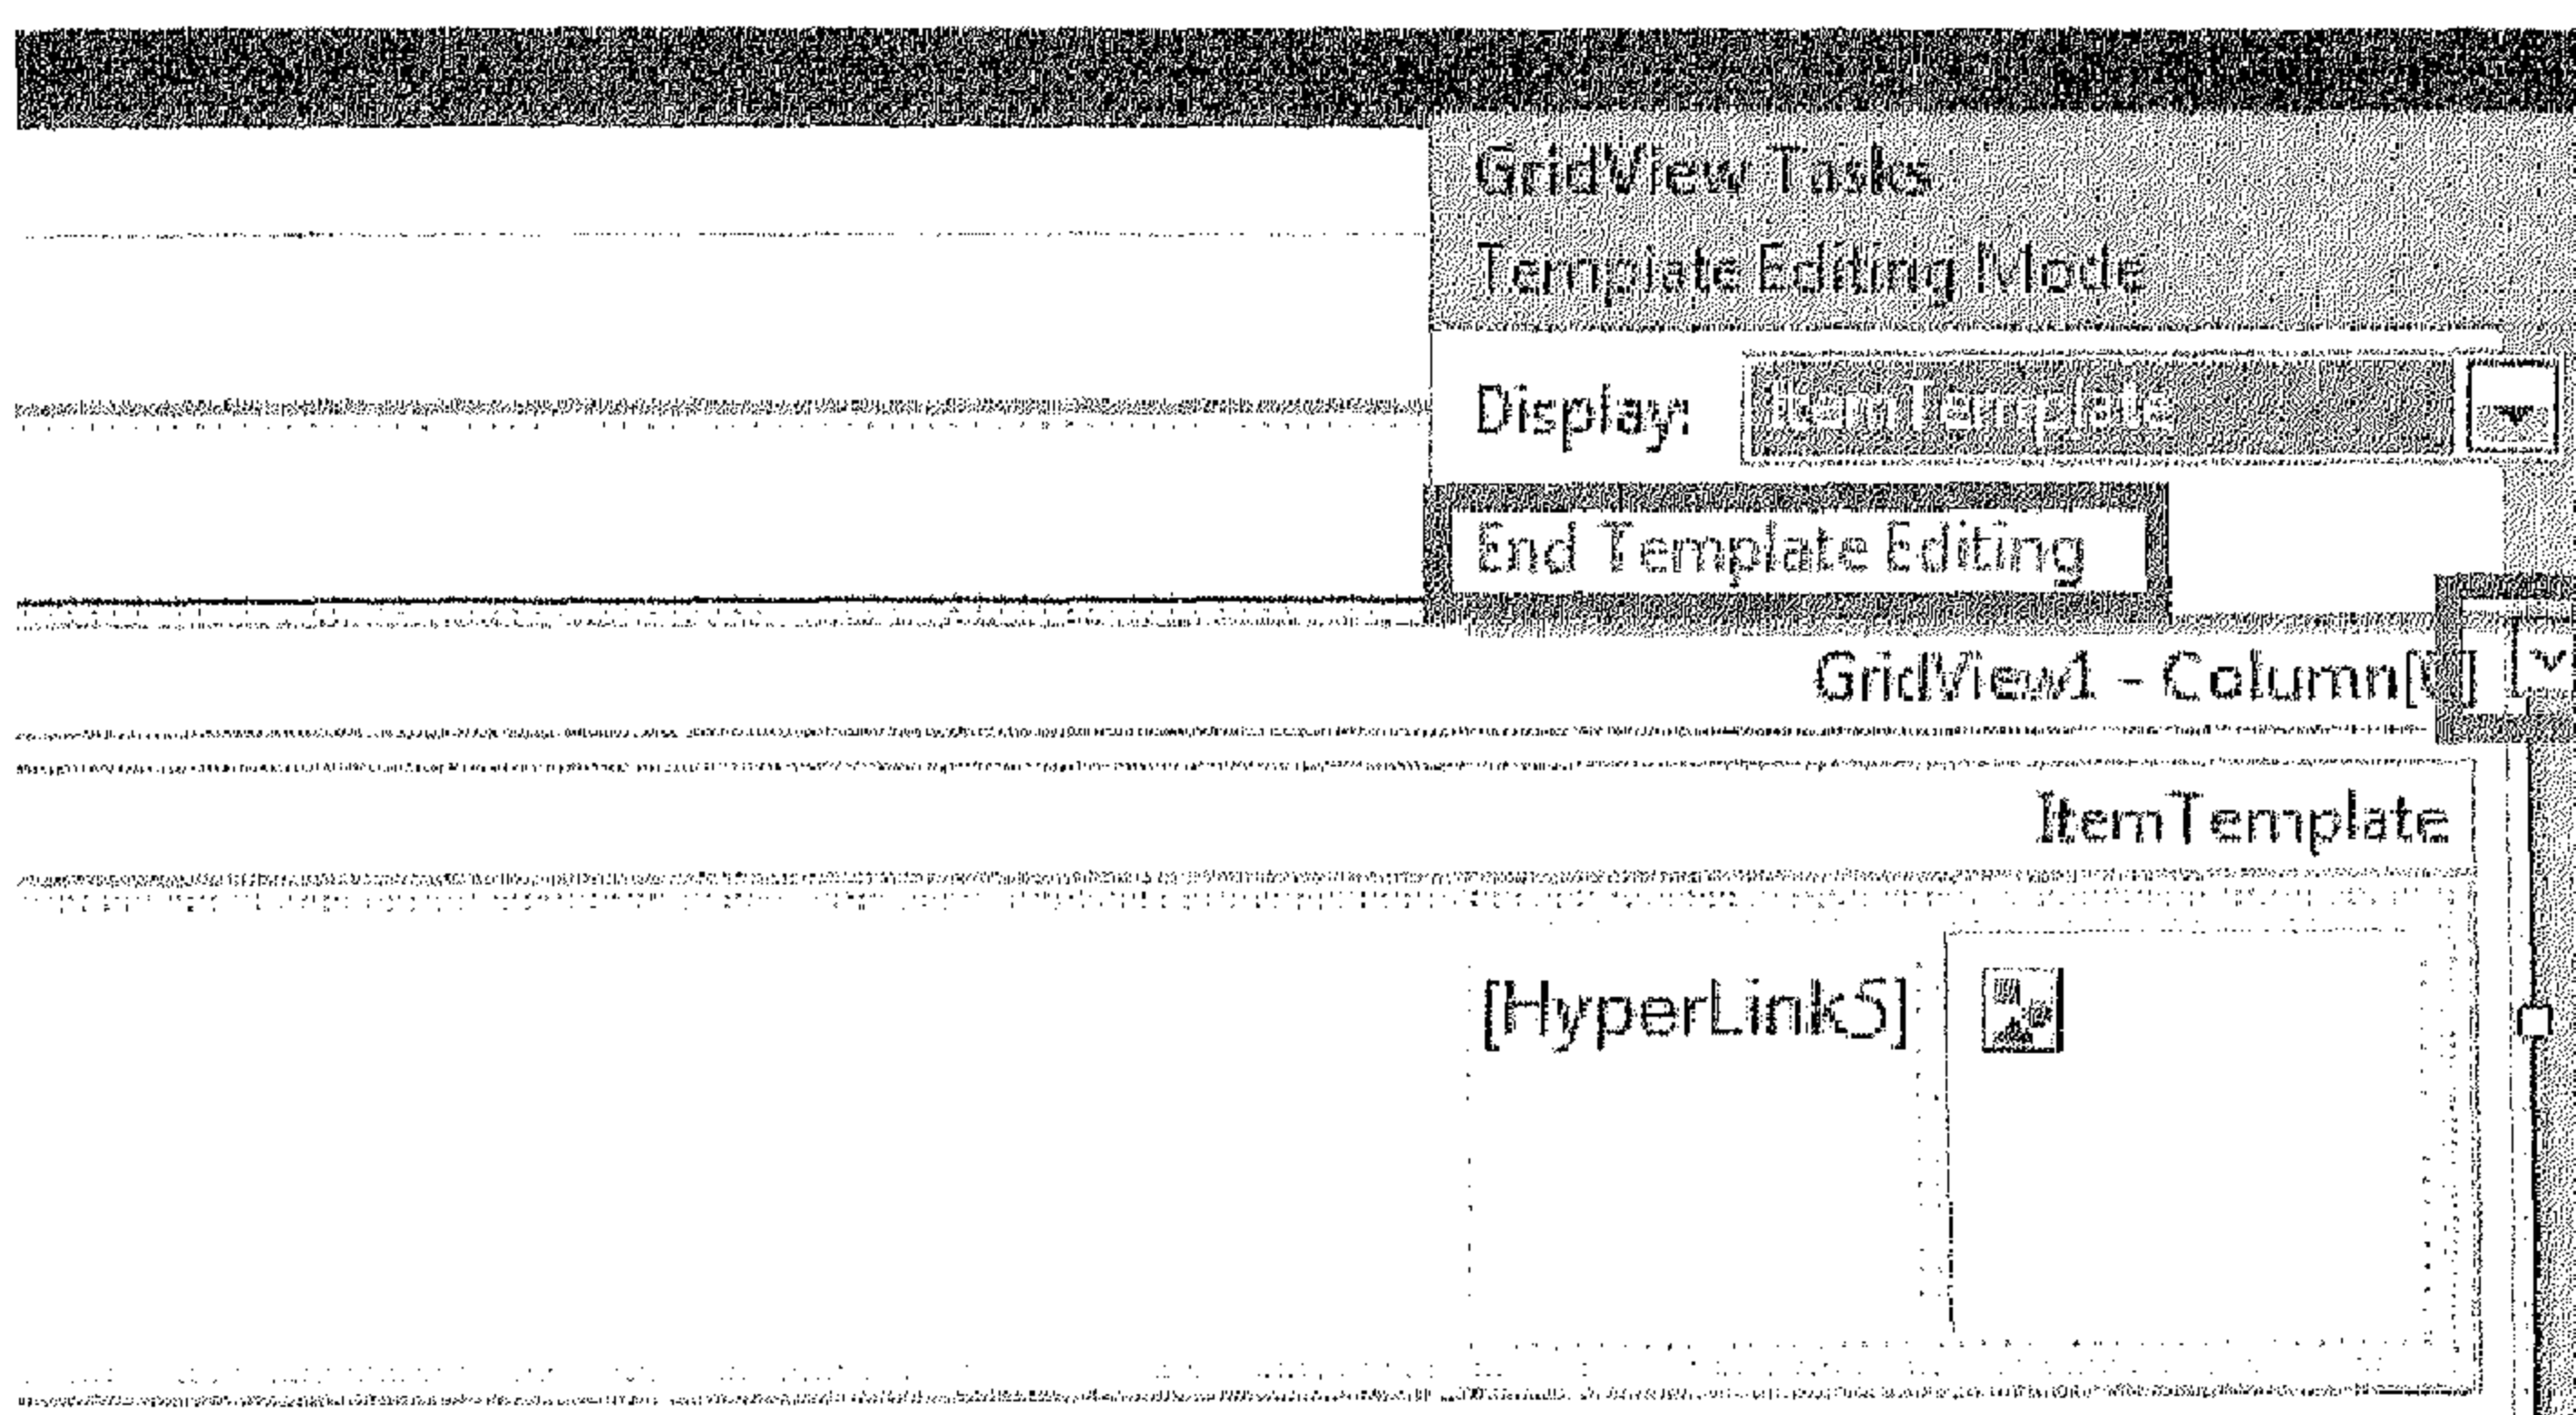 GridView Tasks
Template Editing Mode
Display: ItemTemplate
End Template Editing
GridView1 - Column[
ItemTemplate
[HyperLink5]